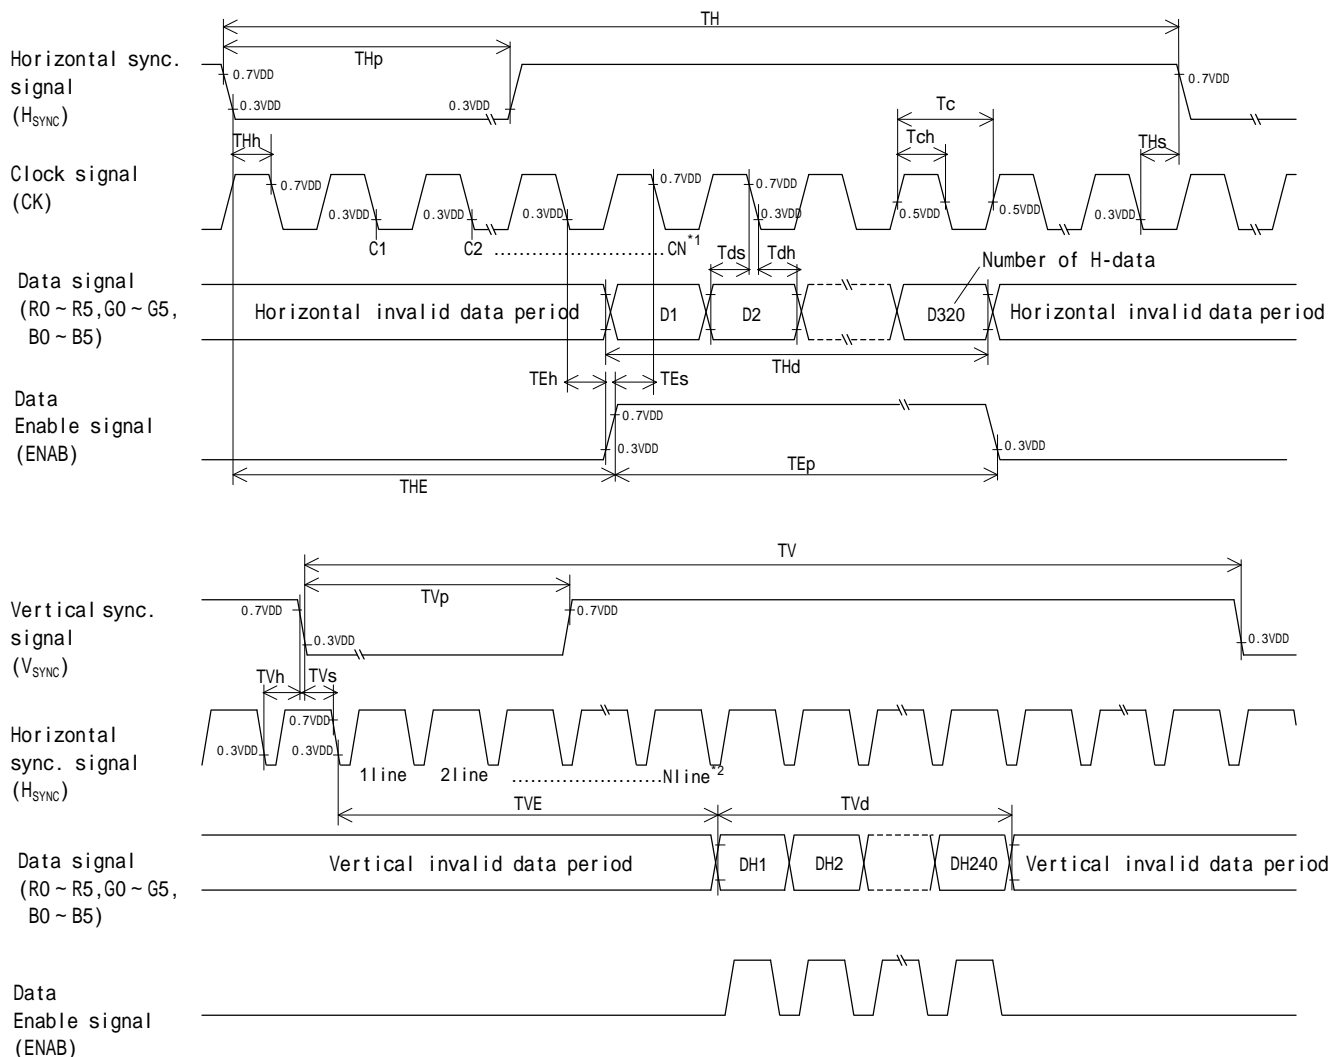 TH
THp
Horizontal sync.
signal
(HSYNC)
0.7VDD
0.3VDD
0.3VDD
0.7VDD
Tc
Tch
THh
THs
Clock signal
(CK)
0.7VDD
0.3VDD
0.3VDD
0.3VDD
0.7VDD
0.7VDD
0.3VDD
0.5VDD
0.5VDD
0.3VDD
C1
C2 ........................ CN*1
Tds
Tdh
Number of H-data
Data signal
(R0~R5,G0~G5,
B0~B5)
Horizontal invalid data period
D1
D2
D320
Horizontal invalid data period
THd
TEh
TEs
Data
Enable signal
(ENAB)
0.7VDD
0.3VDD
0.3VDD
THE
TEp
TV
TVp
Vertical sync.
signal
(VSYNC)
0.7VDD
0.3VDD
0.7VDD
0.3VDD
TVh
TVs
Horizontal
sync. signal
(HSYNC)
0.7VDD
0.3VDD
0.3VDD
1line
2line ..................... Nline*2
TVE
TVd
Data signal
(R0~R5,G0~G5,
B0~B5)
Vertical invalid data period
DH1
DH2
DH240
Vertical invalid data period
Data
Enable signal
(ENAB)